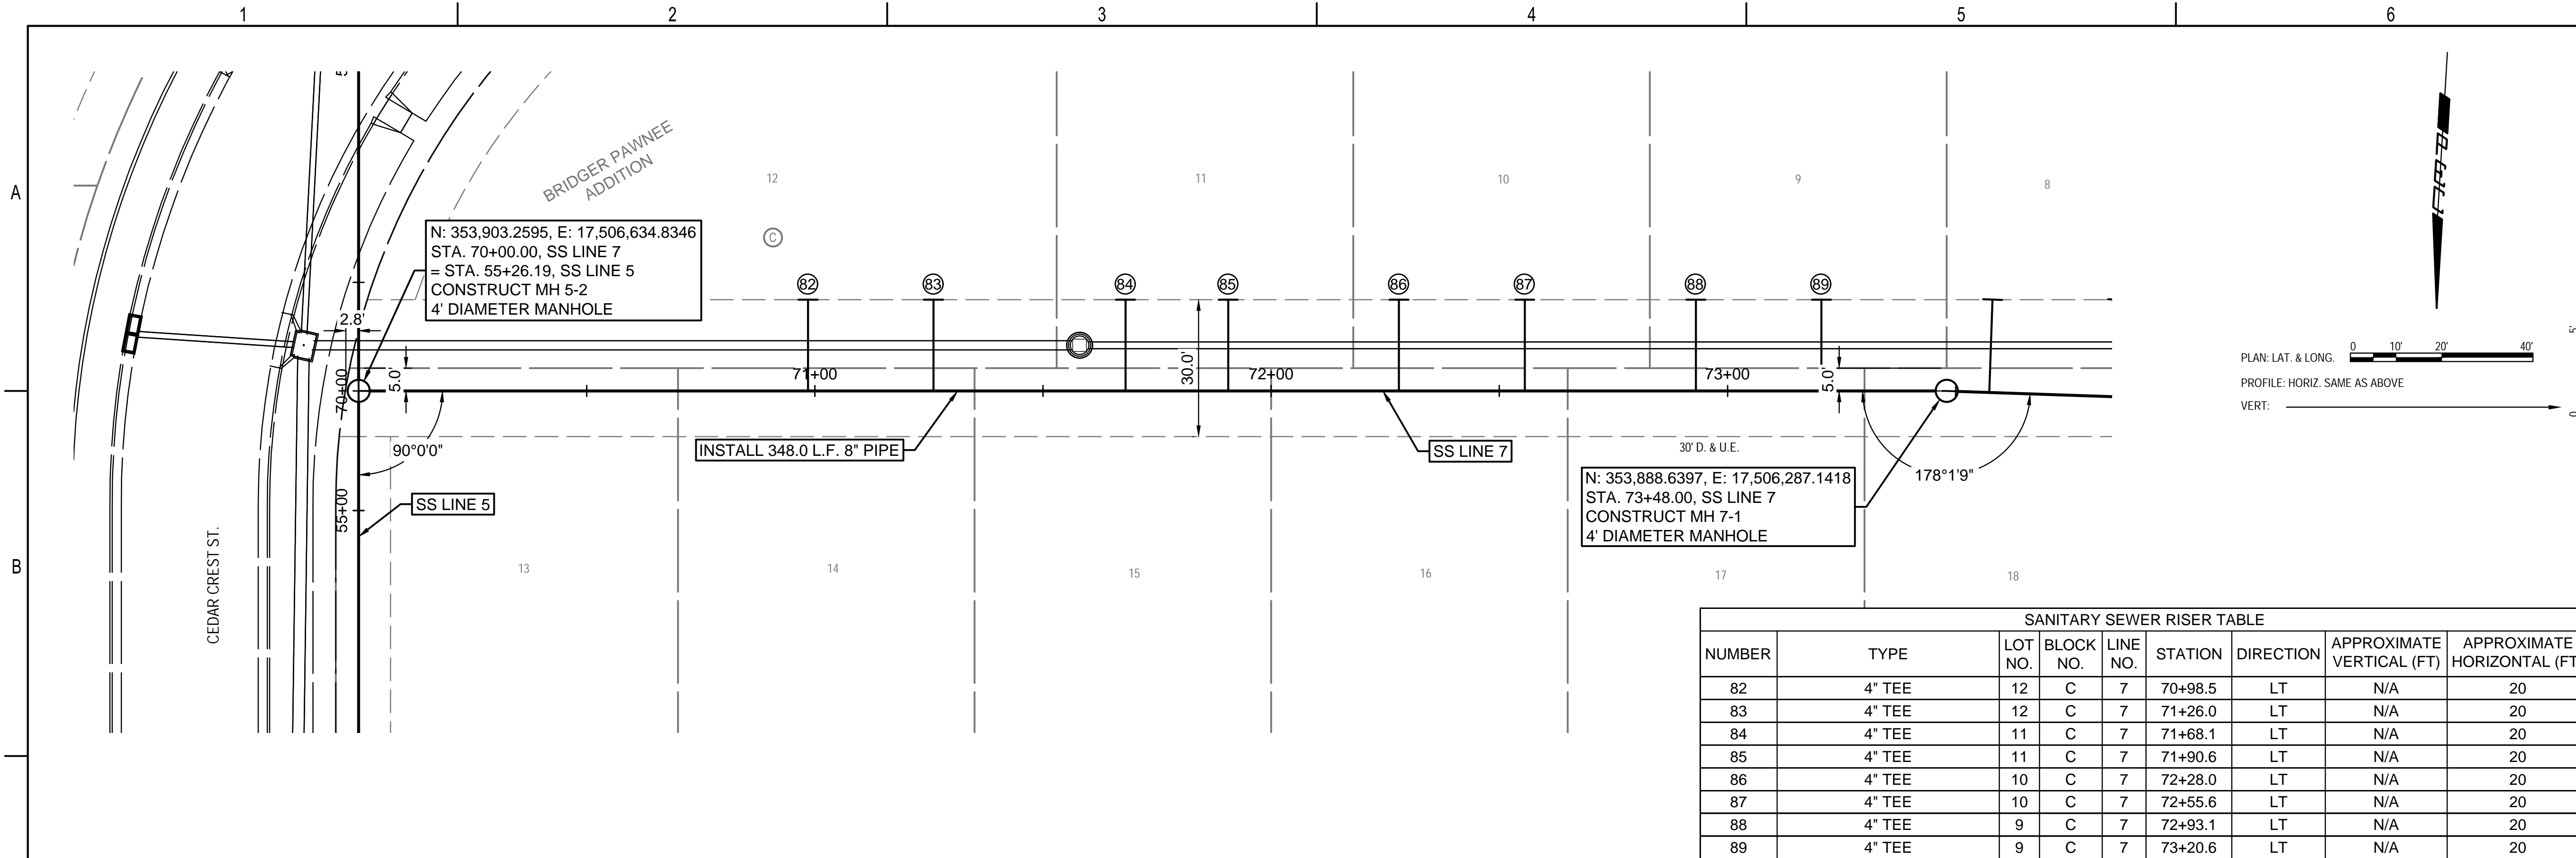 1 2 3 4 5 6
A
B
BRIDGER PAWNEE
ADDITION
12
11
10
9
8
C
N: 353,903.2595, E: 17,506,634.8346
STA. 70+00.00, SS LINE 7
= STA. 55+26.19, SS LINE 5
CONSTRUCT MH 5-2
4' DIAMETER MANHOLE
82 83 84 85 86 87 88 89
2.8'
5.0'
30.0'
5.0'
70+00
71+00
72+00
73+00
90°0'0"
INSTALL 348.0 L.F. 8" PIPE
SS LINE 7
30' D. & U.E.
178°1'9"
55+00
SS LINE 5
N: 353,888.6397, E: 17,506,287.1418
STA. 73+48.00, SS LINE 7
CONSTRUCT MH 7-1
4' DIAMETER MANHOLE
CEDAR CREST ST.
13
14
15
16
17
18
PLAN: LAT. & LONG.
0 10' 20' 40'
PROFILE: HORIZ. SAME AS ABOVE
VERT:
0 5'
SANITARY SEWER RISER TABLE
NUMBER TYPE LOT NO. BLOCK NO. LINE NO. STATION DIRECTION APPROXIMATE VERTICAL (FT) APPROXIMATE HORIZONTAL (FT
82 4" TEE 12 C 7 70+98.5 LT N/A 20
83 4" TEE 12 C 7 71+26.0 LT N/A 20
84 4" TEE 11 C 7 71+68.1 LT N/A 20
85 4" TEE 11 C 7 71+90.6 LT N/A 20
86 4" TEE 10 C 7 72+28.0 LT N/A 20
87 4" TEE 10 C 7 72+55.6 LT N/A 20
88 4" TEE 9 C 7 72+93.1 LT N/A 20
89 4" TEE 9 C 7 73+20.6 LT N/A 20